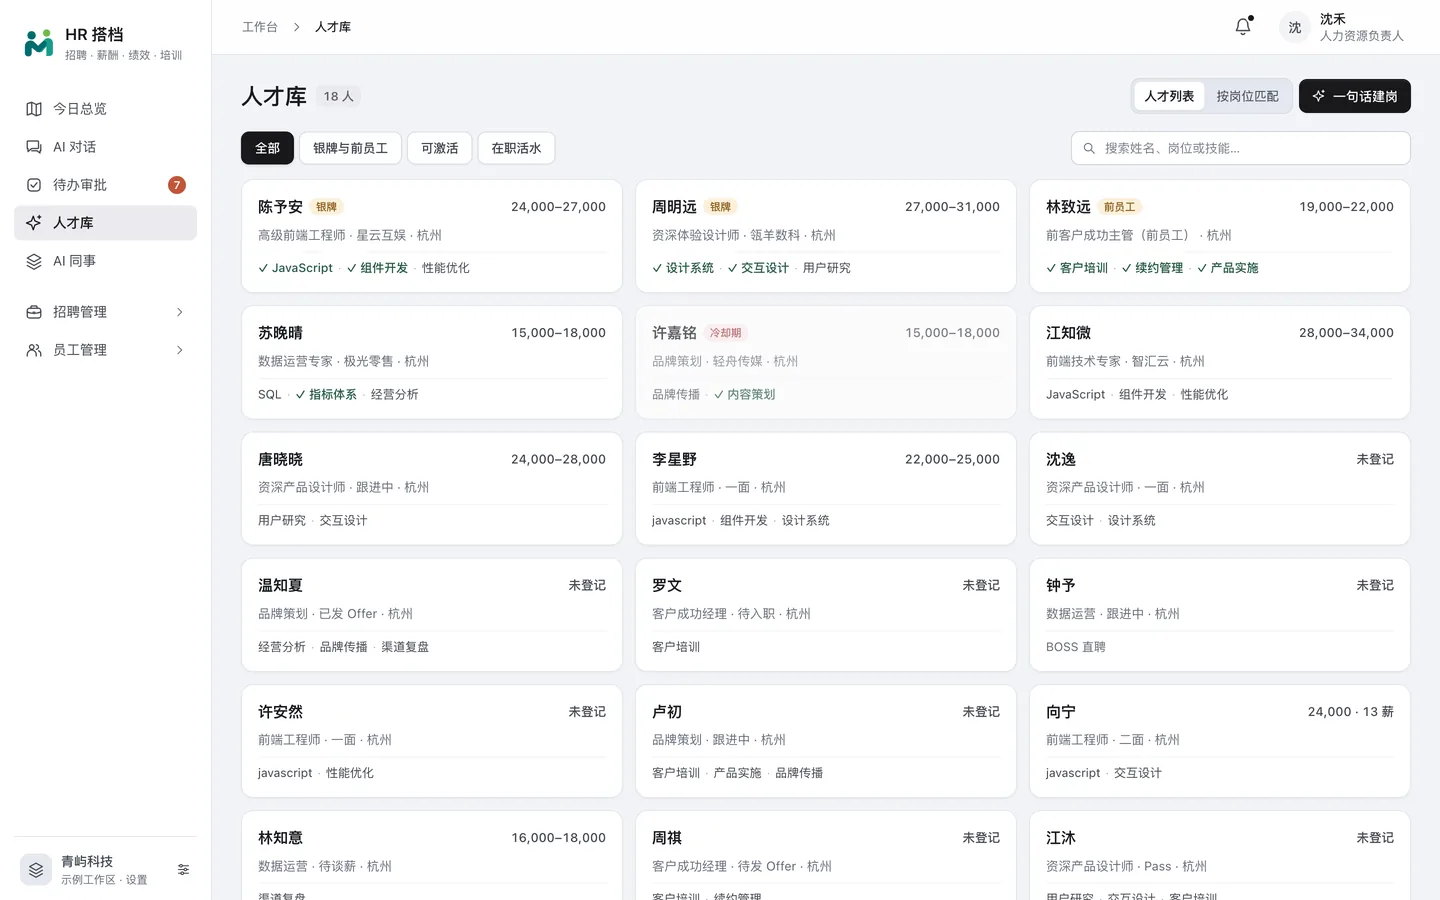 HR 搭档
招聘 · 薪酬 · 绩效 · 培训
今日总览
AI 对话
待办审批 7
人才库
AI 同事
招聘管理
员工管理
青屿科技
示例工作区 · 设置
工作台 > 人才库
沈
沈禾
人力资源负责人
人才库 18 人
人才列表 按岗位匹配 一句话建岗
全部 银牌与前员工 可激活 在职活水
搜索姓名、岗位或技能...
陈予安 银牌 24,000–27,000
高级前端工程师 · 星云互娱 · 杭州
✓ JavaScript · ✓ 组件开发 · 性能优化
周明远 银牌 27,000–31,000
资深体验设计师 · 瓴羊数科 · 杭州
✓ 设计系统 · ✓ 交互设计 · 用户研究
林致远 前员工 19,000–22,000
前客户成功主管（前员工） · 杭州
✓ 客户培训 · ✓ 续约管理 · ✓ 产品实施
苏晚晴 15,000–18,000
数据运营专家 · 极光零售 · 杭州
SQL · ✓ 指标体系 · 经营分析
许嘉铭 冷却期 15,000–18,000
品牌策划 · 轻舟传媒 · 杭州
品牌传播 · ✓ 内容策划
江知微 28,000–34,000
前端技术专家 · 智汇云 · 杭州
JavaScript · 组件开发 · 性能优化
唐晓晓 24,000–28,000
资深产品设计师 · 跟进中 · 杭州
用户研究 · 交互设计
李星野 22,000–25,000
前端工程师 · 一面 · 杭州
javascript · 组件开发 · 设计系统
沈逸 未登记
资深产品设计师 · 一面 · 杭州
交互设计 · 设计系统
温知夏 未登记
品牌策划 · 已发 Offer · 杭州
经营分析 · 品牌传播 · 渠道复盘
罗文 未登记
客户成功经理 · 待入职 · 杭州
客户培训
钟予 未登记
数据运营 · 跟进中 · 杭州
BOSS 直聘
许安然 未登记
前端工程师 · 一面 · 杭州
javascript · 性能优化
卢初 未登记
品牌策划 · 跟进中 · 杭州
客户培训 · 产品实施 · 品牌传播
向宁 24,000 · 13 薪
前端工程师 · 二面 · 杭州
javascript · 交互设计
林知意 16,000–18,000
数据运营 · 待谈薪 · 杭州
渠道复盘
周祺 未登记
客户成功经理 · 待发 Offer · 杭州
客户培训 · 续约管理
江沐 未登记
资深产品设计师 · Pass · 杭州
用户研究 · 交互设计 · 客户培训